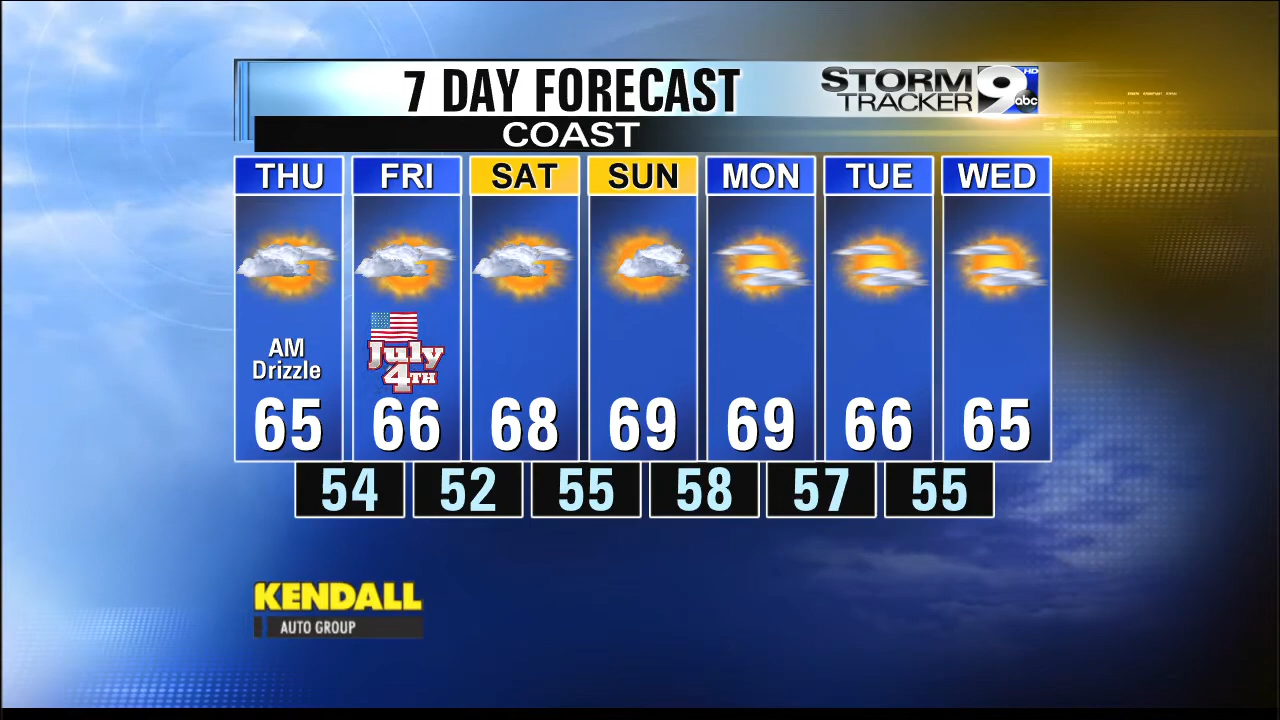 7 DAY FORECAST
STORM TRACKER 9 HD abc
COAST
THU FRI SAT SUN MON TUE WED
AM
Drizzle
July
4TH
65 66 68 69 69 66 65
54 52 55 58 57 55
KENDALL
AUTO GROUP